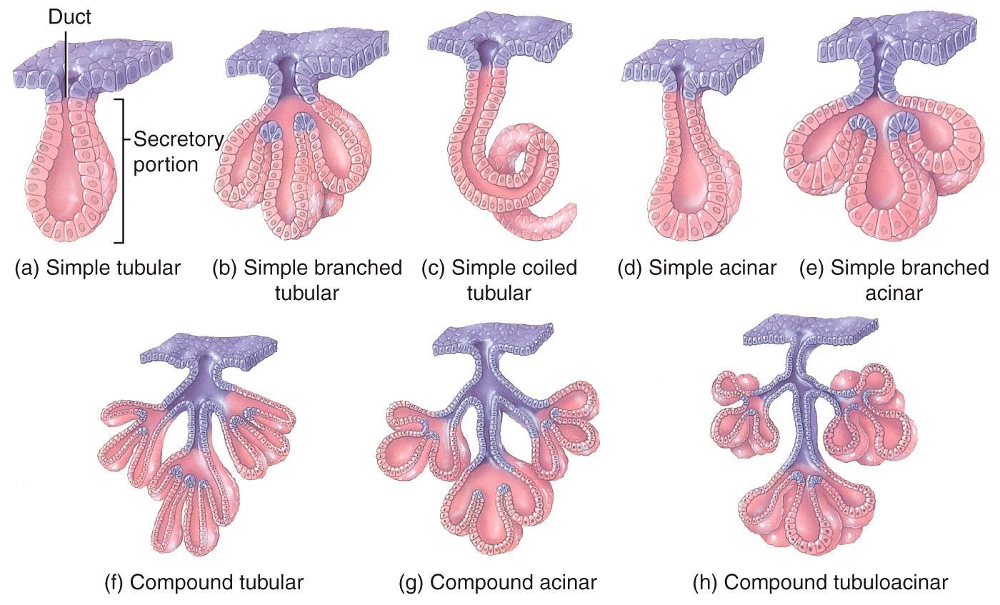 Duct
Secretory
portion
(a) Simple tubular
(b) Simple branched
tubular
(c) Simple coiled
tubular
(d) Simple acinar
(e) Simple branched
acinar
(f) Compound tubular
(g) Compound acinar
(h) Compound tubuloacinar